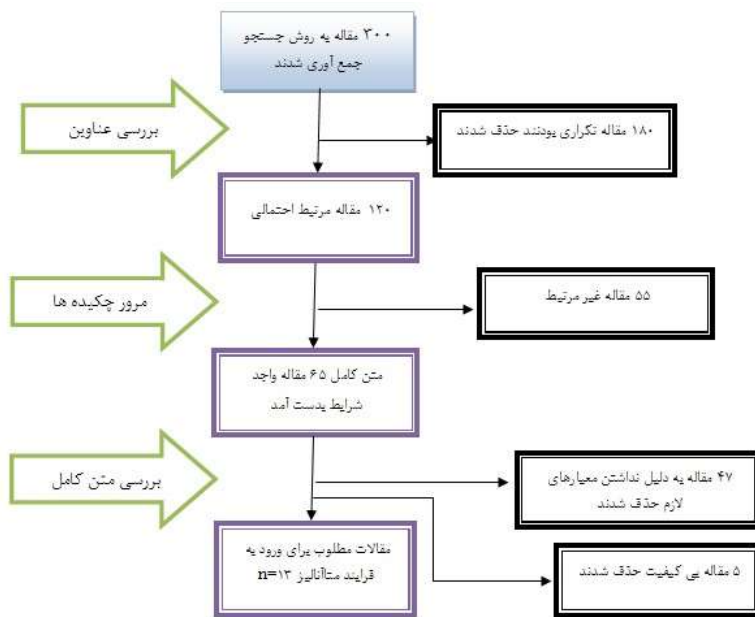 ۳۰۰ مقاله به روش جستجو
جمع آوری شدند
بررسی عناوین
۱۸۰ مقاله تکراری بودنند حذف شدند
۱۲۰ مقاله مرتبط احتمالی
مرور چکیده ها
۵۵ مقاله غیر مرتبط
متن کامل ۶۵ مقاله واجد
شرایط بدست آمد
بررسی متن کامل
۴۷ مقاله به دلیل نداشتن معیارهای
لازم حذف شدند
مقالات مطلوب برای ورود به
فرایند متاآنالیز n=۱۳
۵ مقاله بی کیفیت حذف شدند